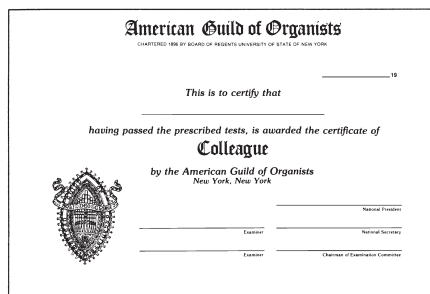 American Guild of Organists
CHARTERED 1896 BY BOARD OF REGENTS UNIVERSITY OF STATE OF NEW YORK
19
This is to certify that
having passed the prescribed tests, is awarded the certificate of
Colleague
by the American Guild of Organists
New York, New York
National President
Examiner National Secretary
Examiner Chairman of Examination Committee